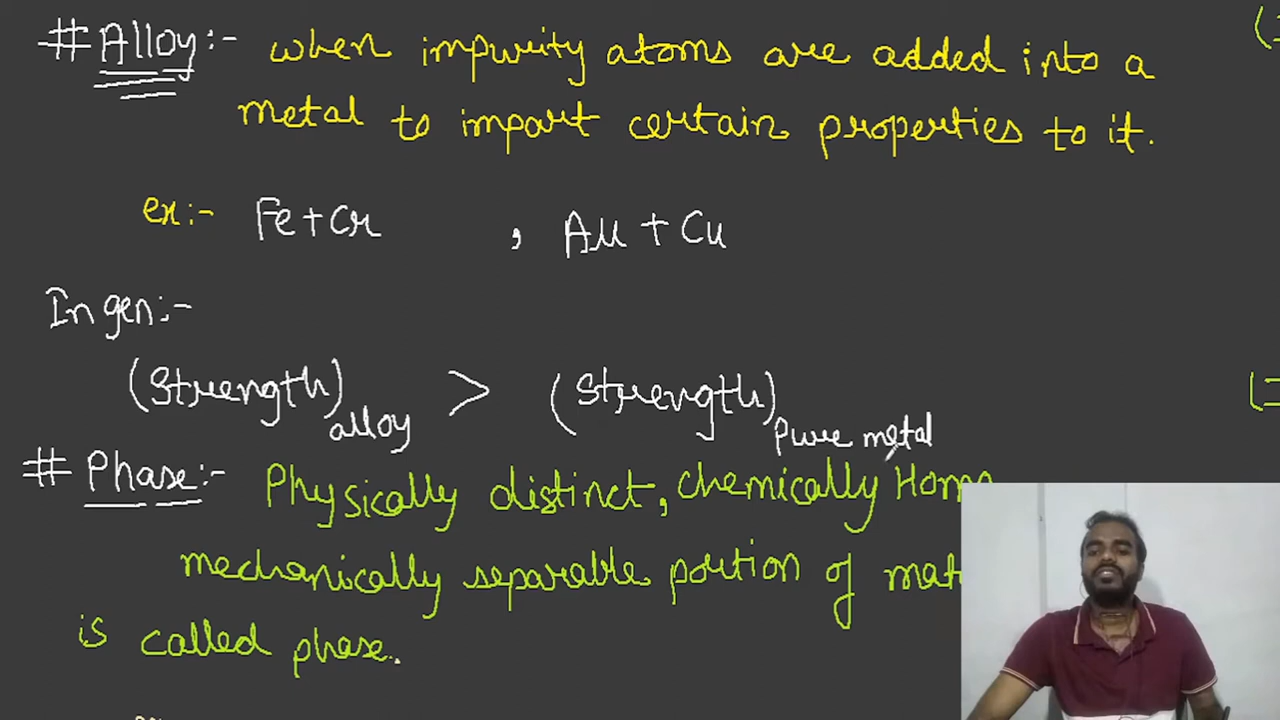 # Alloy:- when impurity atoms are added into a
metal to impart certain properties to it.
ex:- Fe+Cr , Au + Cu
In gen:-
(Strength)alloy > (Strength)pure metal
# Phase:- Physically distinct, chemically Homo
mechanically separable portion of mat
is called phase.